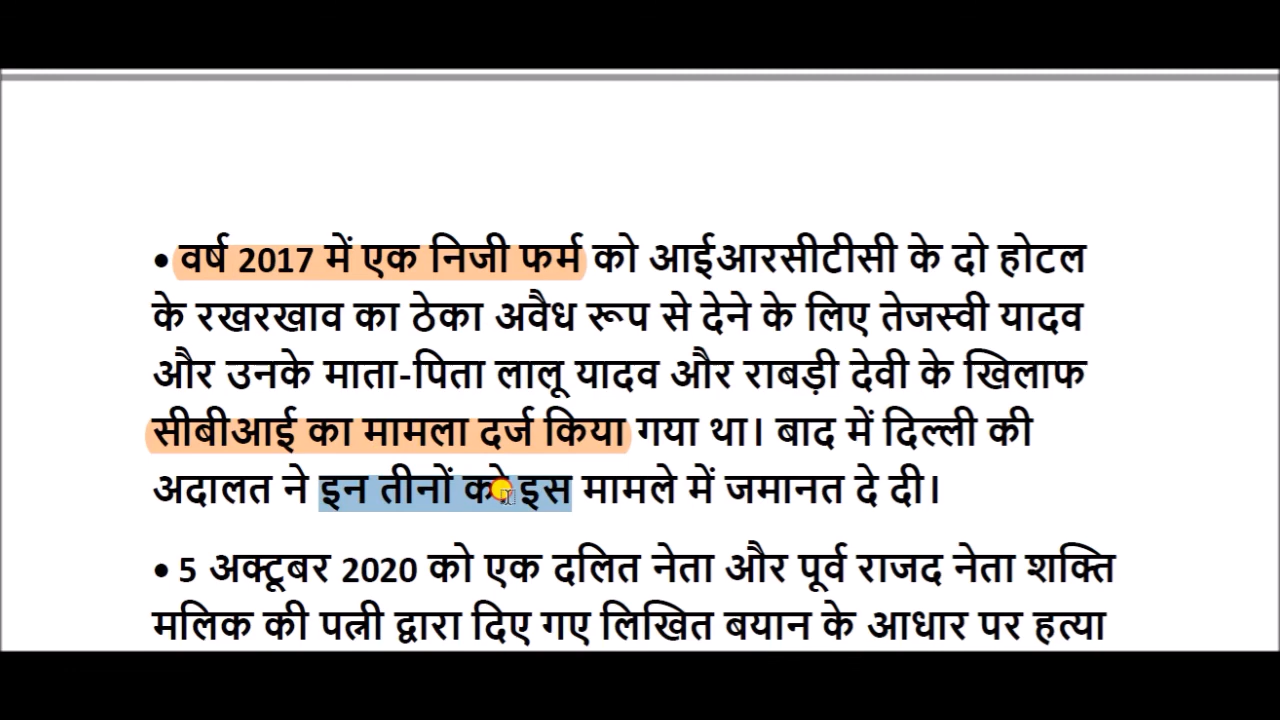 • वर्ष 2017 में एक निजी फर्म को आईआरसीटीसी के दो होटल
के रखरखाव का ठेका अवैध रूप से देने के लिए तेजस्वी यादव
और उनके माता-पिता लालू यादव और राबड़ी देवी के खिलाफ
सीबीआई का मामला दर्ज किया गया था। बाद में दिल्ली की
अदालत ने इन तीनों को इस मामले में जमानत दे दी।
• 5 अक्टूबर 2020 को एक दलित नेता और पूर्व राजद नेता शक्ति
मलिक की पत्नी द्वारा दिए गए लिखित बयान के आधार पर हत्या